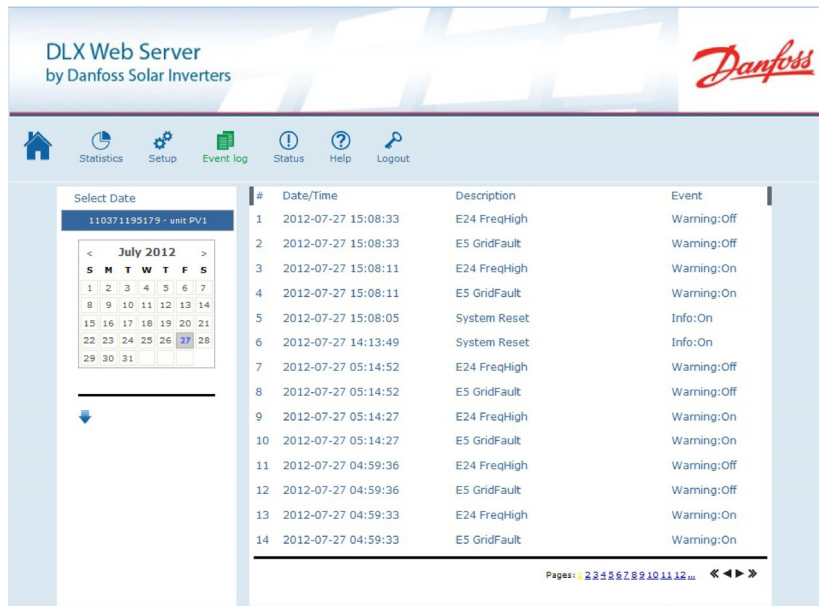 DLX Web Server
by Danfoss Solar Inverters
Danfoss
Statistics Setup Event log Status Help Logout
Select Date
110371195179 - unit PV1
< July 2012 >
S M T W T F S
1 2 3 4 5 6 7
8 9 10 11 12 13 14
15 16 17 18 19 20 21
22 23 24 25 26 27 28
29 30 31
# Date/Time Description Event
1 2012-07-27 15:08:33 E24 FreqHigh Warning:Off
2 2012-07-27 15:08:33 E5 GridFault Warning:Off
3 2012-07-27 15:08:11 E24 FreqHigh Warning:On
4 2012-07-27 15:08:11 E5 GridFault Warning:On
5 2012-07-27 15:08:05 System Reset Info:On
6 2012-07-27 14:13:49 System Reset Info:On
7 2012-07-27 05:14:52 E24 FreqHigh Warning:Off
8 2012-07-27 05:14:52 E5 GridFault Warning:Off
9 2012-07-27 05:14:27 E24 FreqHigh Warning:On
10 2012-07-27 05:14:27 E5 GridFault Warning:On
11 2012-07-27 04:59:36 E24 FreqHigh Warning:Off
12 2012-07-27 04:59:36 E5 GridFault Warning:Off
13 2012-07-27 04:59:33 E24 FreqHigh Warning:On
14 2012-07-27 04:59:33 E5 GridFault Warning:On
Pages: 1 2 3 4 5 6 7 8 9 10 11 12 ...